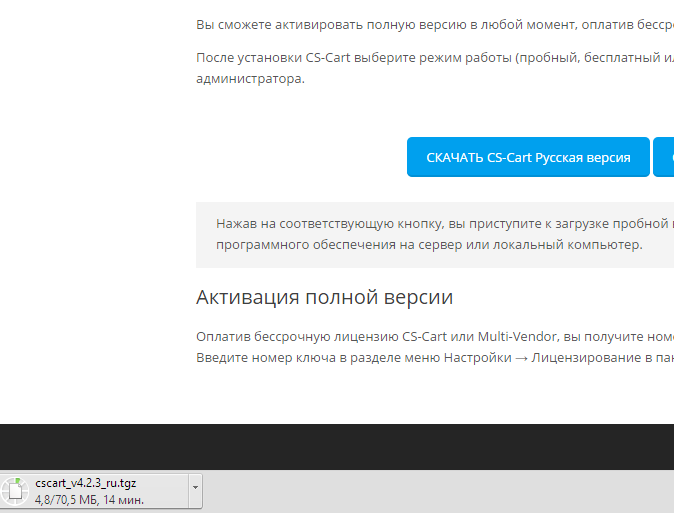 Вы сможете активировать полную версию в любой момент, оплатив бессро
После установки CS-Cart выберите режим работы (пробный, бесплатный и
администратора.
СКАЧАТЬ CS-Cart Русская версия
Нажав на соответствующую кнопку, вы приступите к загрузке пробной
программного обеспечения на сервер или локальный компьютер.
Активация полной версии
Оплатив бессрочную лицензию CS-Cart или Multi-Vendor, вы получите ном
Введите номер ключа в разделе меню Настройки → Лицензирование в па
cscart_v4.2.3_ru.tgz
4,8/70,5 МБ, 14 мин.